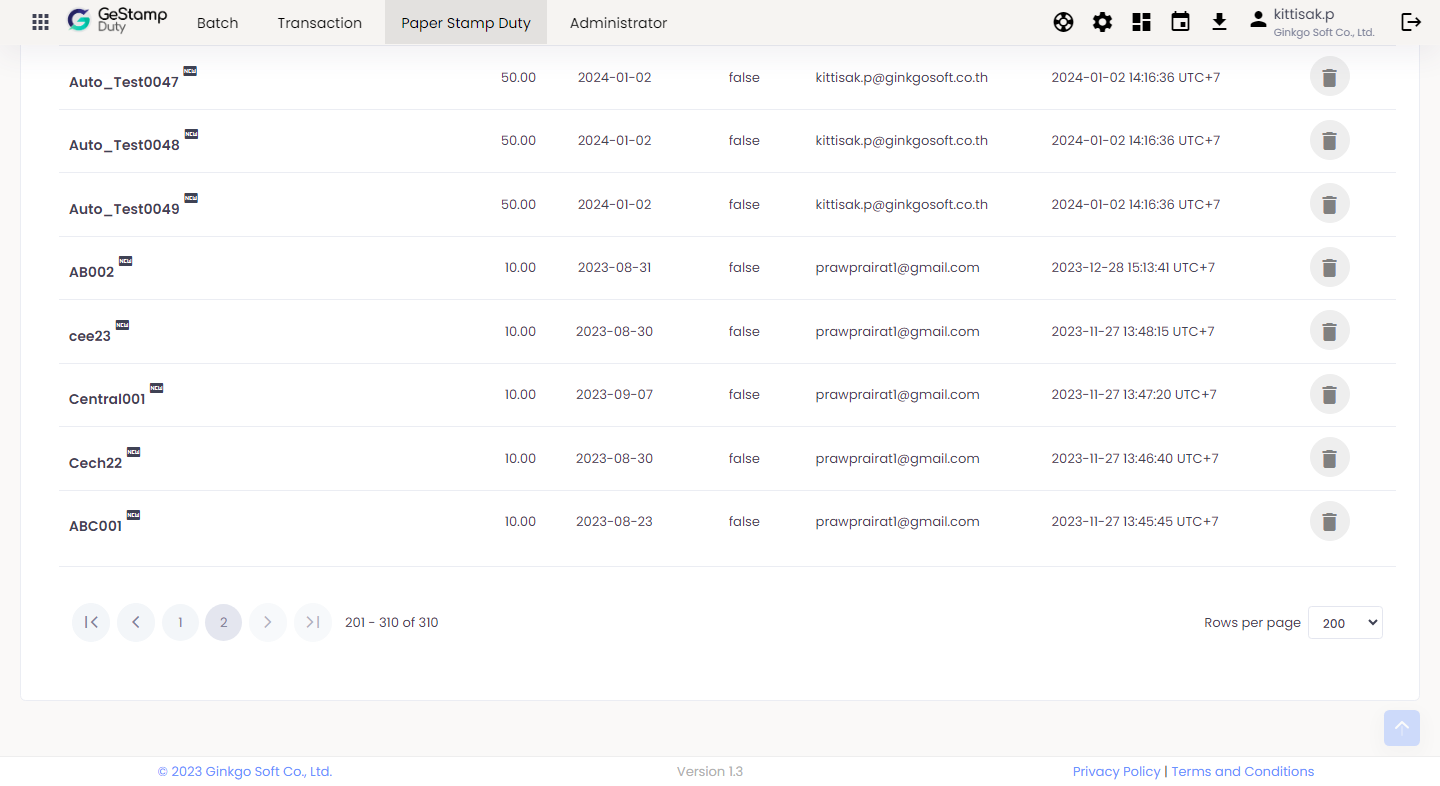 GeStamp
Duty
Batch
Transaction
Paper Stamp Duty
Administrator
kittisak.p
Ginkgo Soft Co., Ltd.
Auto_Test0047 NEW 50.00 2024-01-02 false kittisak.p@ginkgosoft.co.th 2024-01-02 14:16:36 UTC+7
Auto_Test0048 NEW 50.00 2024-01-02 false kittisak.p@ginkgosoft.co.th 2024-01-02 14:16:36 UTC+7
Auto_Test0049 NEW 50.00 2024-01-02 false kittisak.p@ginkgosoft.co.th 2024-01-02 14:16:36 UTC+7
AB002 NEW 10.00 2023-08-31 false prawprairat1@gmail.com 2023-12-28 15:13:41 UTC+7
cee23 NEW 10.00 2023-08-30 false prawprairat1@gmail.com 2023-11-27 13:48:15 UTC+7
Central001 NEW 10.00 2023-09-07 false prawprairat1@gmail.com 2023-11-27 13:47:20 UTC+7
Cech22 NEW 10.00 2023-08-30 false prawprairat1@gmail.com 2023-11-27 13:46:40 UTC+7
ABC001 NEW 10.00 2023-08-23 false prawprairat1@gmail.com 2023-11-27 13:45:45 UTC+7
1 2 201 - 310 of 310 Rows per page 200
© 2023 Ginkgo Soft Co., Ltd. Version 1.3 Privacy Policy | Terms and Conditions